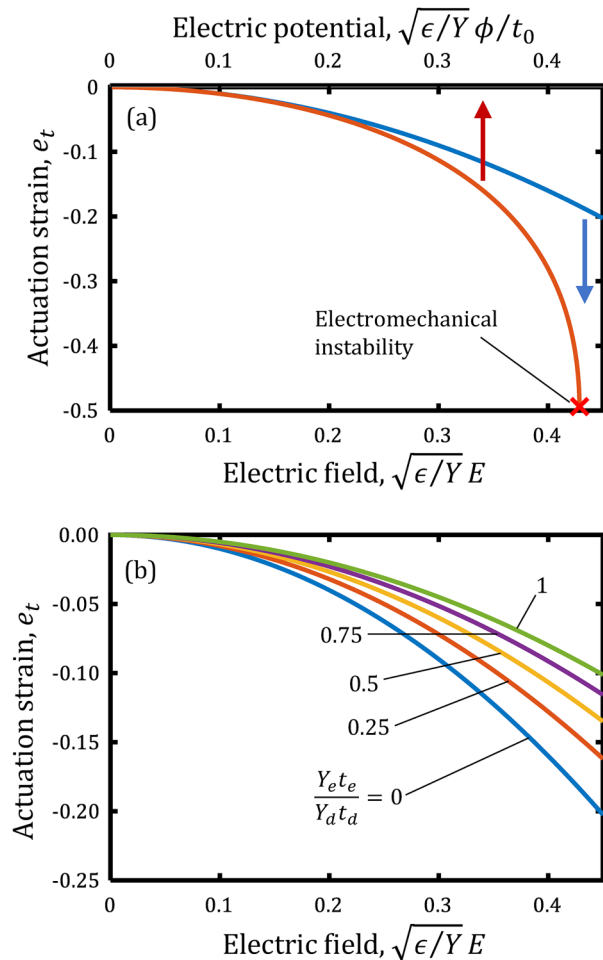 Electric potential, √ϵ/Y ϕ/t₀
0 0.1 0.2 0.3 0.4
0
-0.1
-0.2
-0.3
-0.4
-0.5
Actuation strain, eₜ
(a)
Electromechanical
instability
0 0.1 0.2 0.3 0.4
Electric field, √ϵ/Y E
0.00
-0.05
-0.10
-0.15
-0.20
-0.25
Actuation strain, eₜ
(b)
1
0.75
0.5
0.25
Yₑtₑ/Y_d t_d = 0
0 0.1 0.2 0.3 0.4
Electric field, √ϵ/Y E